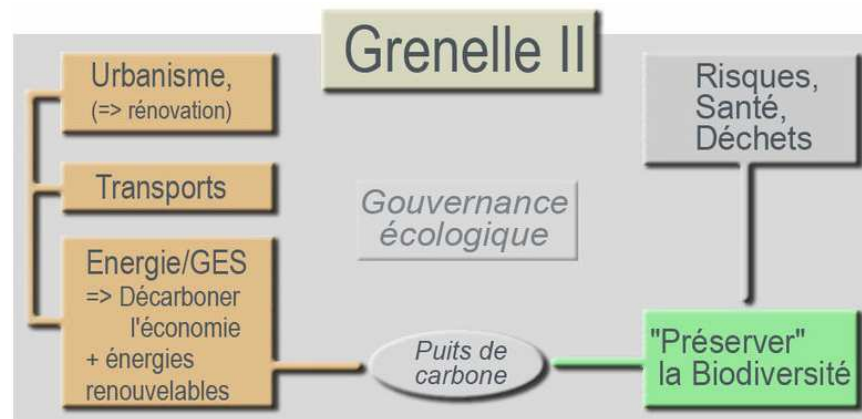 Grenelle II
Urbanisme,
(=> rénovation)
Transports
Energie/GES
=> Décarboner
l'économie
+ énergies
renouvelables
Gouvernance
écologique
Puits de
carbone
Risques,
Santé,
Déchets
"Préserver"
la Biodiversité